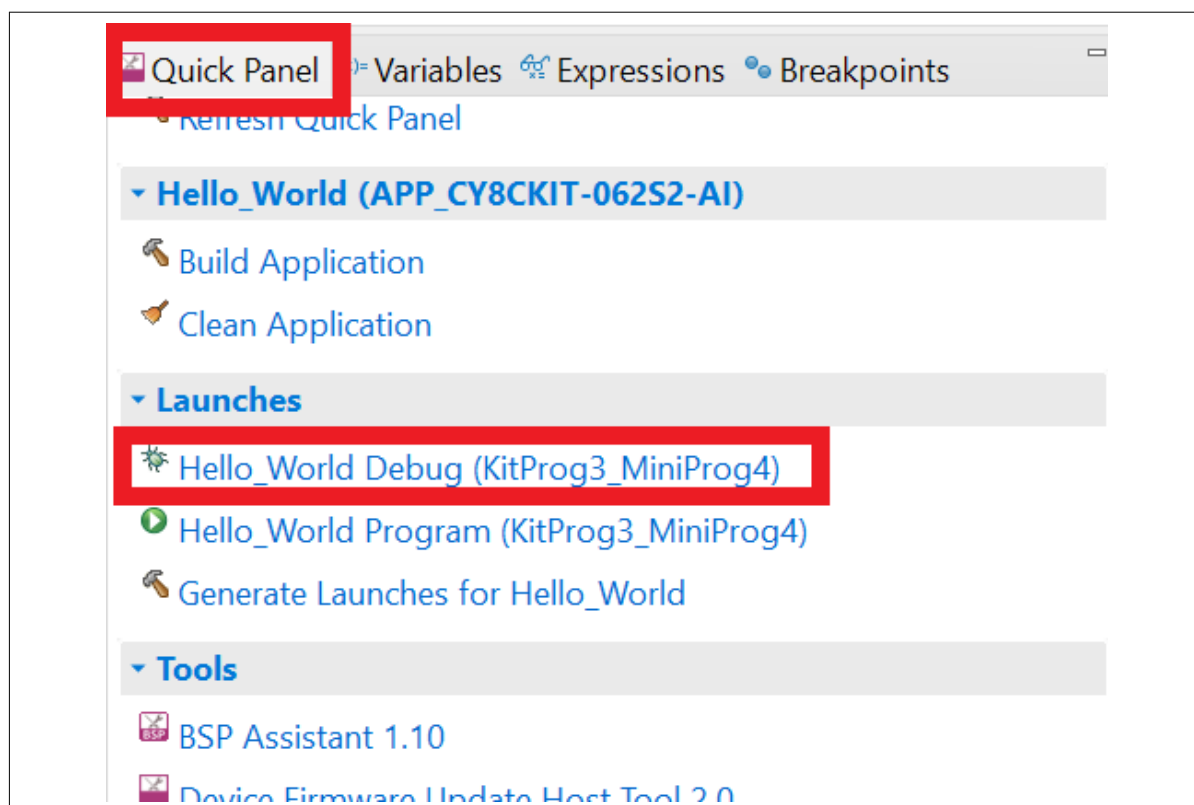 Quick Panel (x)= Variables Expressions Breakpoints
Refresh Quick Panel
Hello_World (APP_CY8CKIT-062S2-AI)
Build Application
Clean Application
Launches
Hello_World Debug (KitProg3_MiniProg4)
Hello_World Program (KitProg3_MiniProg4)
Generate Launches for Hello_World
Tools
BSP BSP Assistant 1.10
Device Firmware Update Host Tool 2.0